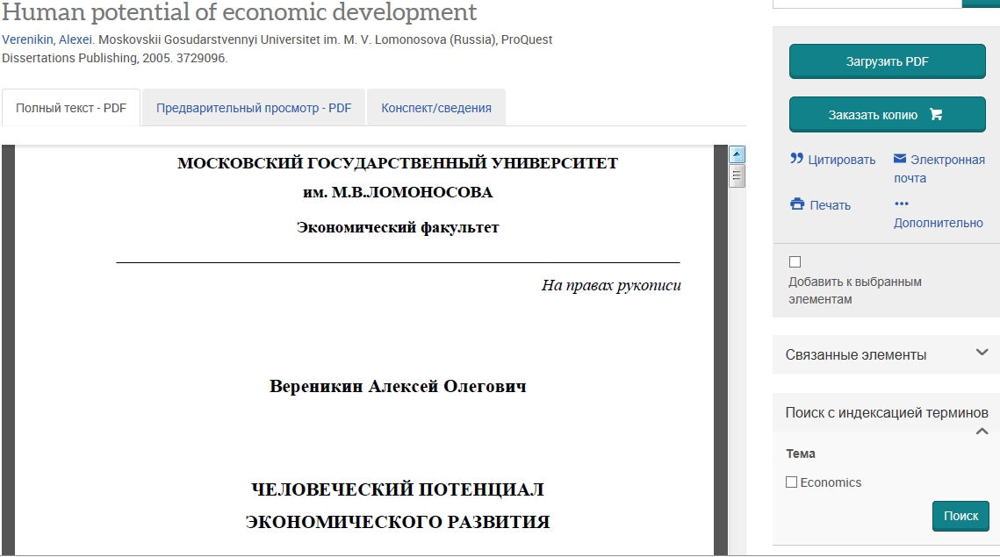 Human potential of economic development
Verenikin, Alexei. Moskovskii Gosudarstvennyi Universitet im. M. V. Lomonosova (Russia), ProQuest
Dissertations Publishing, 2005. 3729096.
Полный текст - PDF
Предварительный просмотр - PDF
Конспект/сведения
МОСКОВСКИЙ ГОСУДАРСТВЕННЫЙ УНИВЕРСИТЕТ
им. М.В.ЛОМОНОСОВА
Экономический факультет
На правах рукописи
Вереникин Алексей Олегович
ЧЕЛОВЕЧЕСКИЙ ПОТЕНЦИАЛ
ЭКОНОМИЧЕСКОГО РАЗВИТИЯ
Загрузить PDF
Заказать копию
Цитировать
Электронная
почта
Печать
Дополнительно
Добавить к выбранным
элементам
Связанные элементы
Поиск с индексацией терминов
Тема
Economics
Поиск